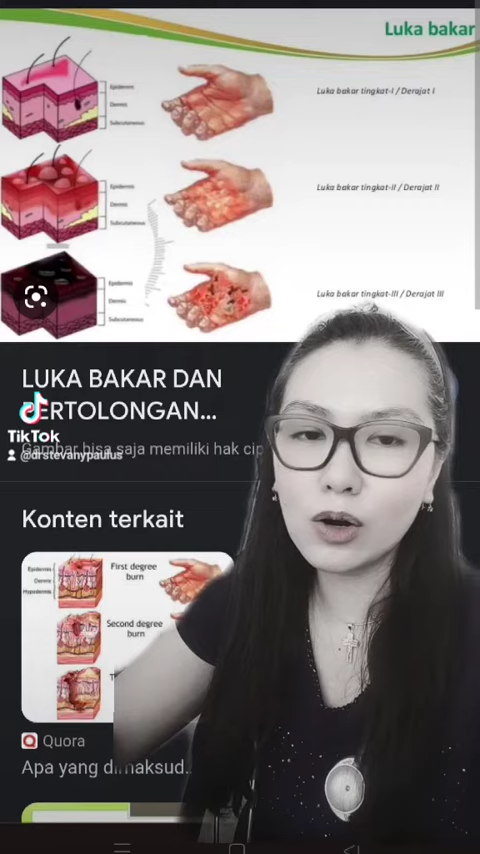 Luka bakar
Epidermis
Dermis
Subcutaneous
Luka bakar tingkat-I / Derajat I
Epidermis
Dermis
Subcutaneous
Luka bakar tingkat-II / Derajat II
Epidermis
Dermis
Subcutaneous
Luka bakar tingkat-III / Derajat III
LUKA BAKAR DAN
PERTOLONGAN...
TikTok
Gambar bisa saja memiliki hak cip
@drstevanypaulus
Konten terkait
Epidermis
Dermis
Hypodermis
First degree
burn
Second degree
burn
Quora
Apa yang dimaksud..